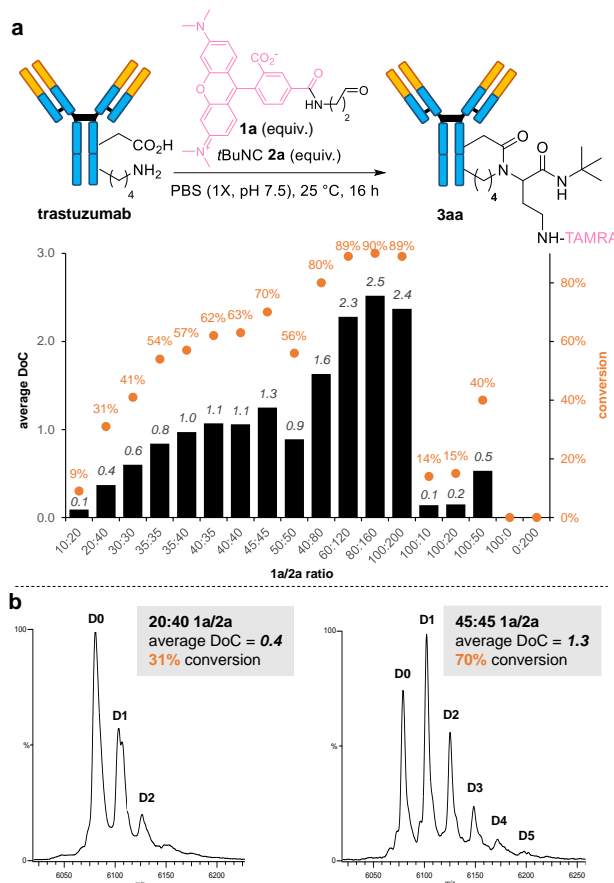 a
N
CO₂⁻
O
O
O
HN
2
1a (equiv.)
N⁺
tBuNC 2a (equiv.)
PBS (1X, pH 7.5), 25 °C, 16 h
CO₂H
NH₂
4
trastuzumab
O
O
N
N
H
4
3aa
NH-TAMRA
3.0
2.0
1.0
0.0
average DoC
9% 31% 41% 54% 57% 62% 63% 70% 56% 80% 89% 90% 89% 14% 15% 40%
0.1 0.4 0.6 0.8 1.0 1.1 1.1 1.3 0.9 1.6 2.3 2.5 2.4 0.1 0.2 0.5
80%
60%
40%
20%
0%
conversion
10:20 20:40 30:30 35:35 35:40 40:35 40:40 45:45 50:50 40:80 60:120 80:160 100:200 100:10 100:20 100:50 100:0 0:200
1a/2a ratio
b
20:40 1a/2a
average DoC = 0.4
31% conversion
100
%
0
D0
D1
D2
6050 6100 6150 6200
45:45 1a/2a
average DoC = 1.3
70% conversion
100
%
0
D0
D1
D2
D3
D4
D5
6050 6100 6150 6200 6250